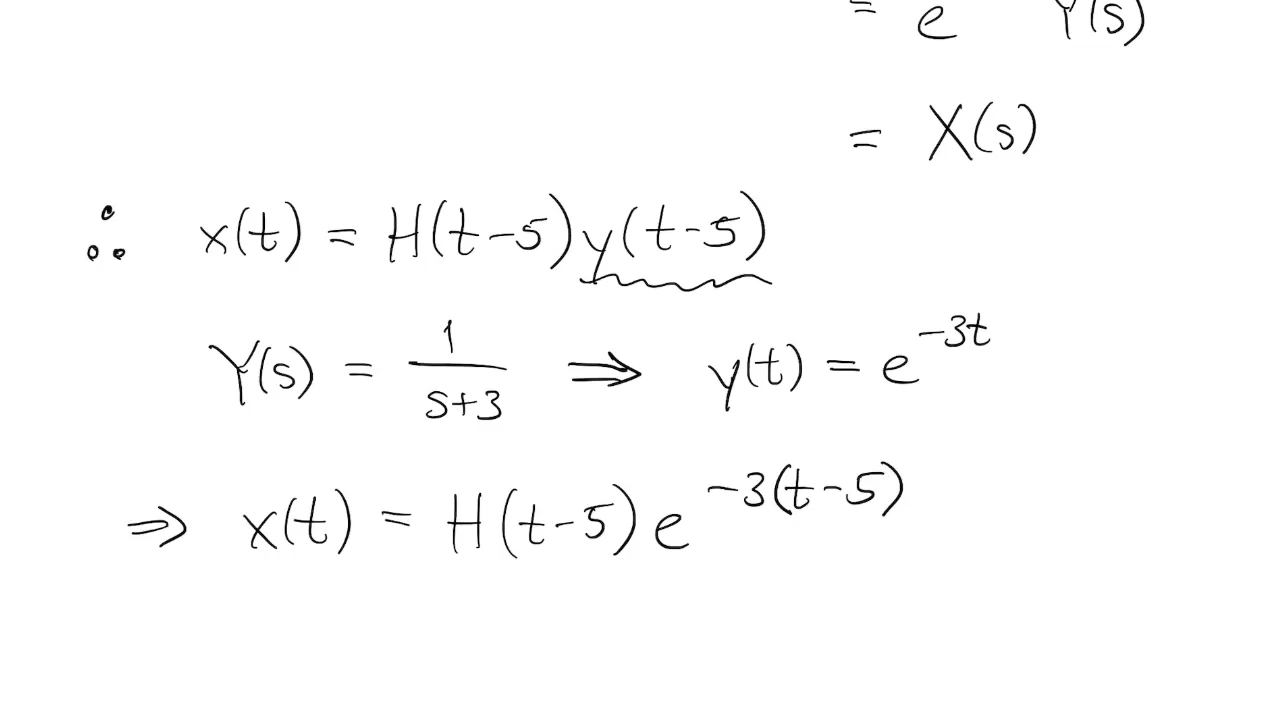 = e Y(s)
= X(s)
∴ x(t) = H(t-5)y(t-5)
Y(s) = 1/(s+3) ⇒ y(t) = e^{-3t}
⇒ x(t) = H(t-5)e^{-3(t-5)}